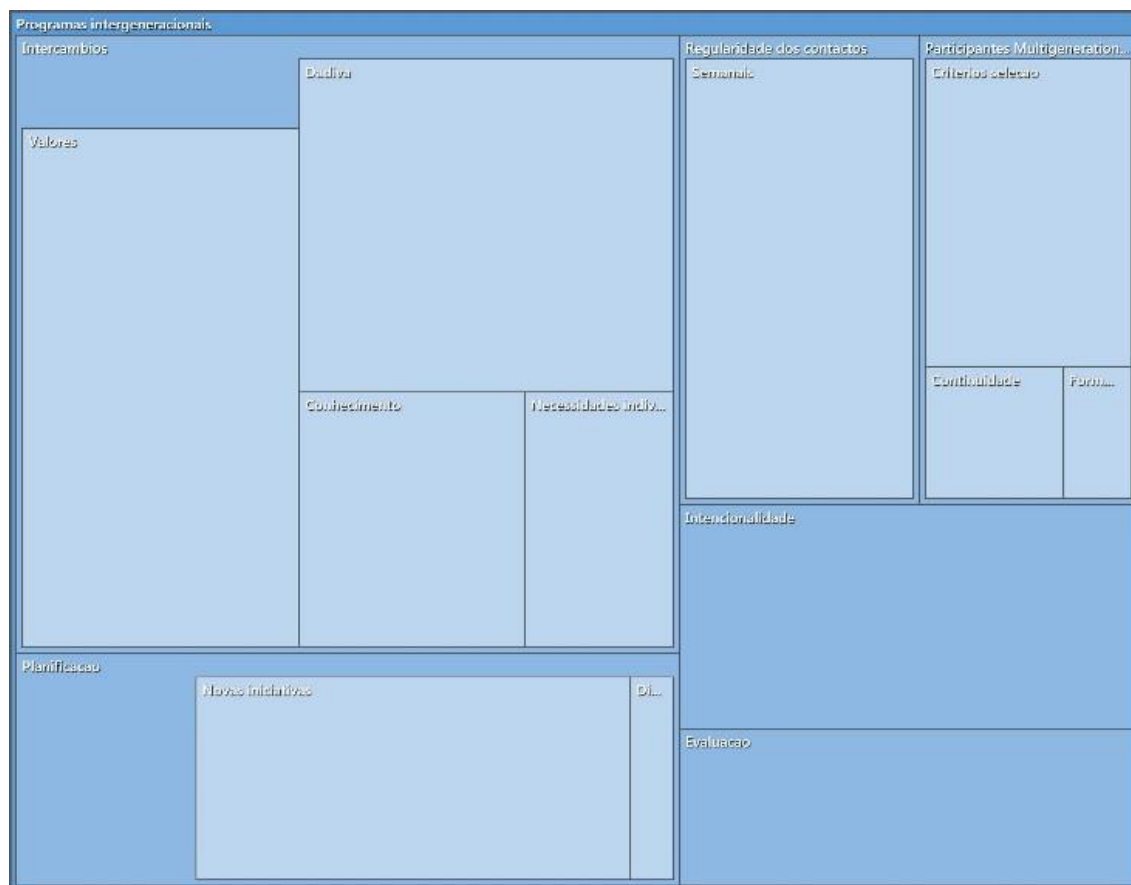 Programas intergeneracionais
Intercambios
Regularidade dos contactos
Participantes Multigeneration...
Dadiva
Semanais
Criterios selecao
Valores
Continuidade
Form...
Conhecimento
Necessidades indiv...
Intencionalidade
Planificacao
Novas iniciativas
Di...
Evaluacao